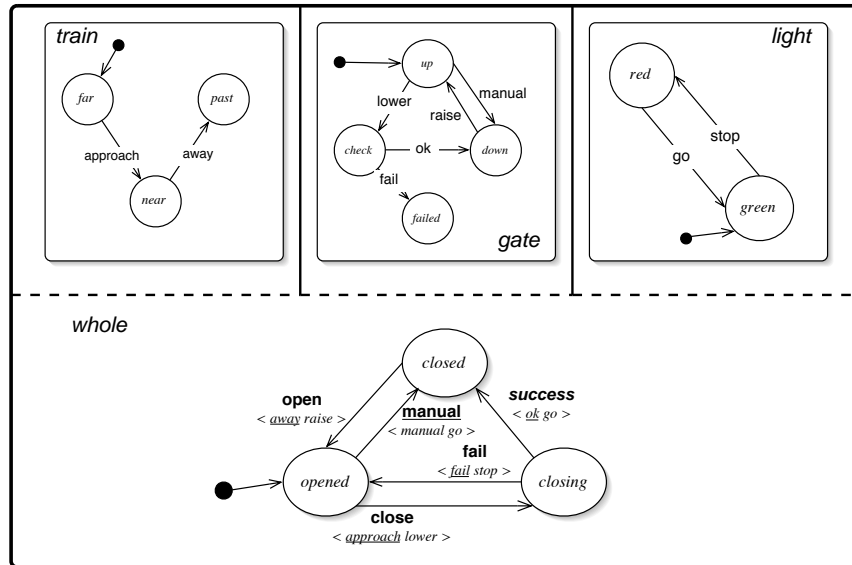 train
far
past
approach
away
near
up
lower
manual
raise
check
ok
down
fail
failed
gate
light
red
stop
go
green
whole
closed
open
< away raise >
manual
< manual go >
success
< ok go >
fail
< fail stop >
opened
closing
close
< approach lower >